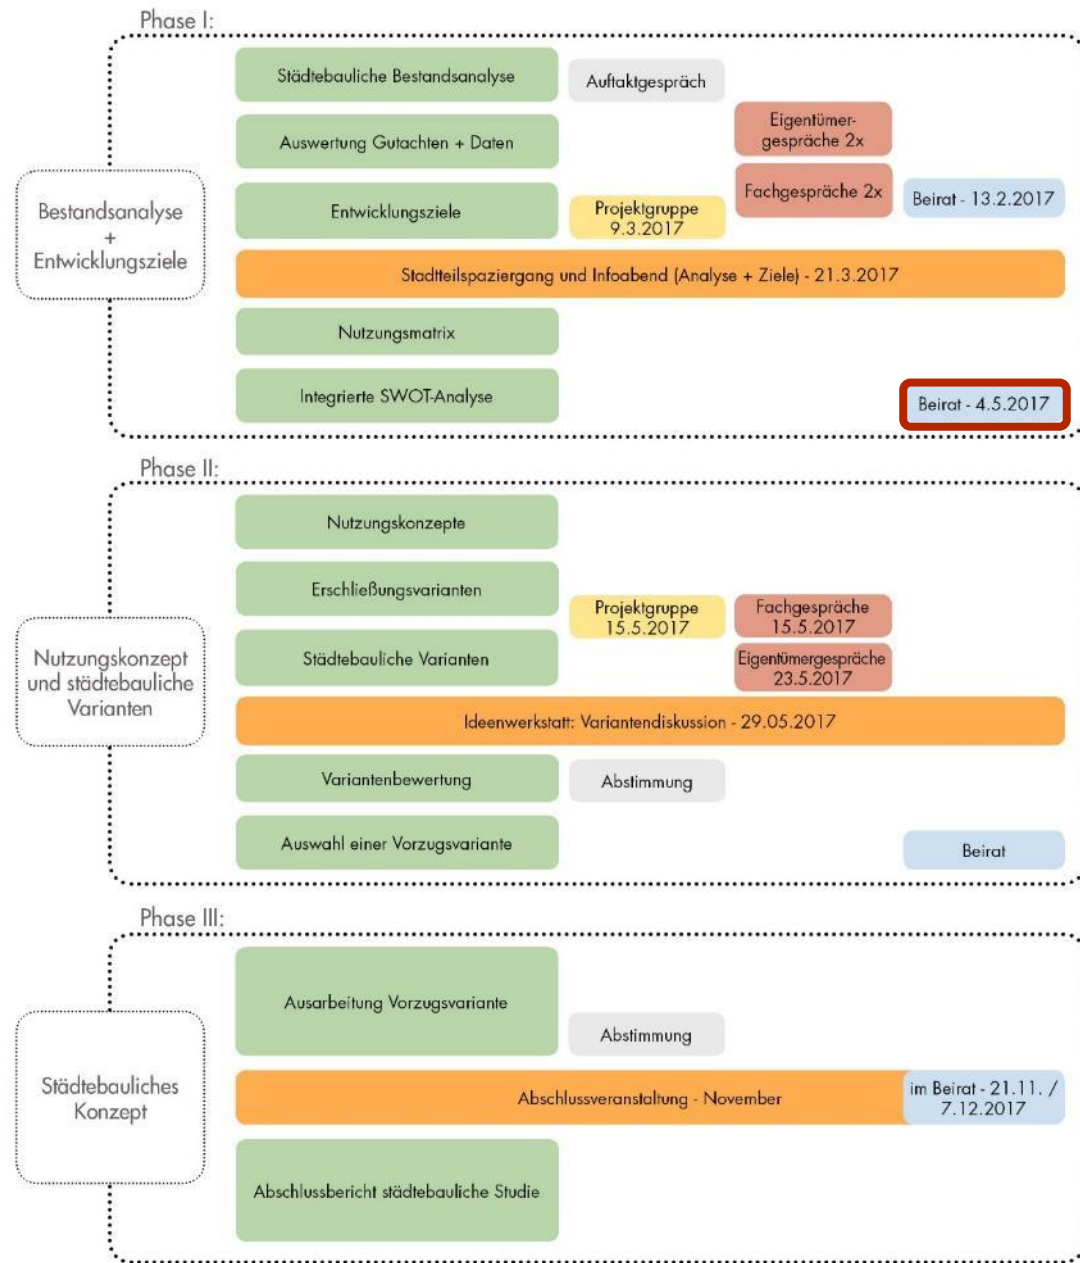 Phase I:
Städtebauliche Bestandsanalyse
Auftaktgespräch
Auswertung Gutachten + Daten
Eigentümer-
gespräche 2x
Bestandsanalyse
+
Entwicklungsziele
Entwicklungsziele
Projektgruppe
9.3.2017
Fachgespräche 2x
Beirat - 13.2.2017
Stadtteilspaziergang und Infoabend (Analyse + Ziele) - 21.3.2017
Nutzungsmatrix
Integrierte SWOT-Analyse
Beirat - 4.5.2017
Phase II:
Nutzungskonzepte
Erschließungsvarianten
Projektgruppe
15.5.2017
Fachgespräche
15.5.2017
Nutzungskonzept
und städtebauliche
Varianten
Städtebauliche Varianten
Eigentümergespräche
23.5.2017
Ideenwerkstatt: Variantendiskussion - 29.05.2017
Variantenbewertung
Abstimmung
Auswahl einer Vorzugsvariante
Beirat
Phase III:
Ausarbeitung Vorzugsvariante
Abstimmung
Städtebauliches
Konzept
Abschlussveranstaltung - November
im Beirat - 21.11. /
7.12.2017
Abschlussbericht städtebauliche Studie